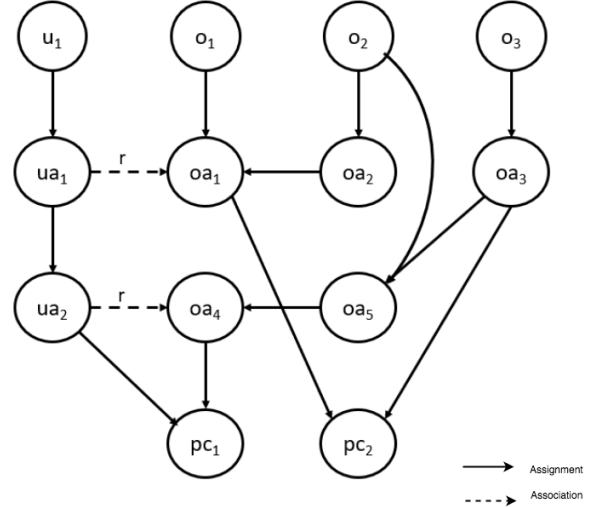 u₁ o₁ o₂ o₃
ua₁ r oa₁ oa₂ oa₃
ua₂ r oa₄ oa₅
pc₁ pc₂
Assignment
Association